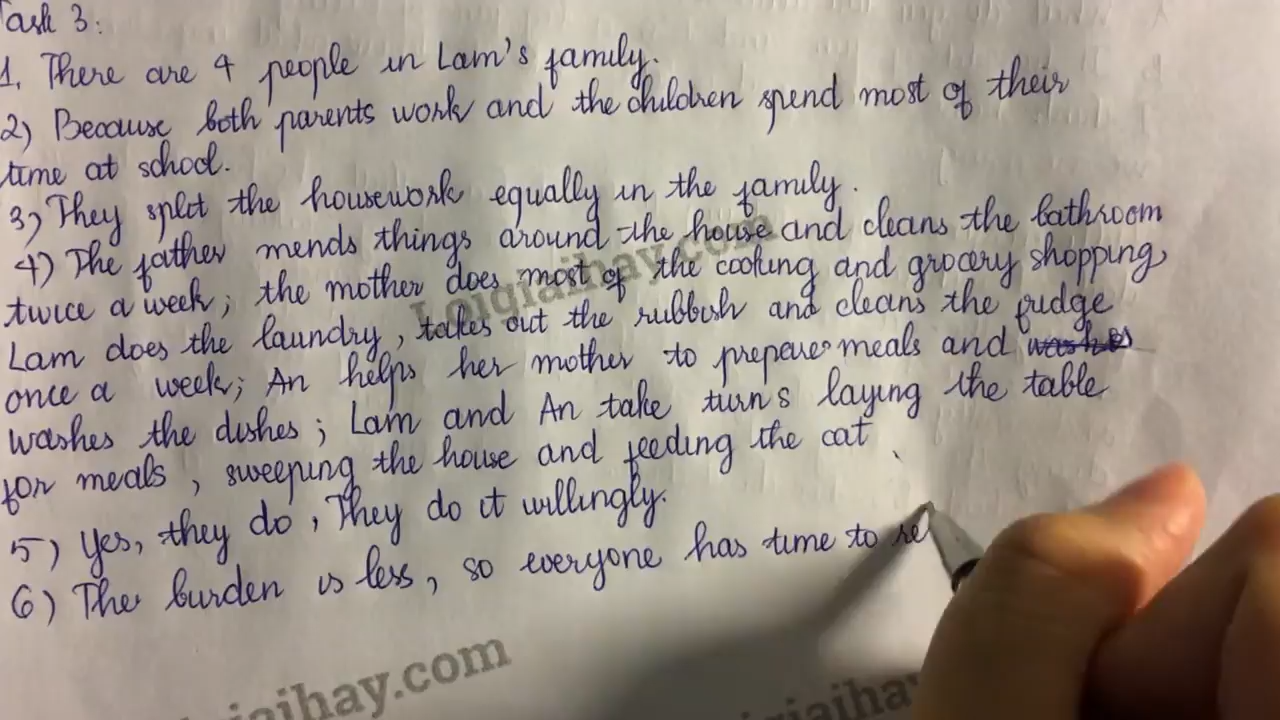 Task 3:
1. There are 4 people in Lam's family.
2) Because both parents work and the children spend most of their
time at school.
3) They split the housework equally in the family.
4) The father mends things around the house and cleans the bathroom
twice a week; the mother does most of the cooking and grocery shopping,
Lam does the laundry, takes out the rubbish and cleans the fridge
once a week; An helps her mother to prepare meals and washes
washes the dishes; Lam and An take turns laying the table
for meals, sweeping the house and feeding the cat.
5) Yes, they do, They do it willingly.
6) The burden is less, so everyone has time to re
Loigiaihay.com
Loigiaihay.com